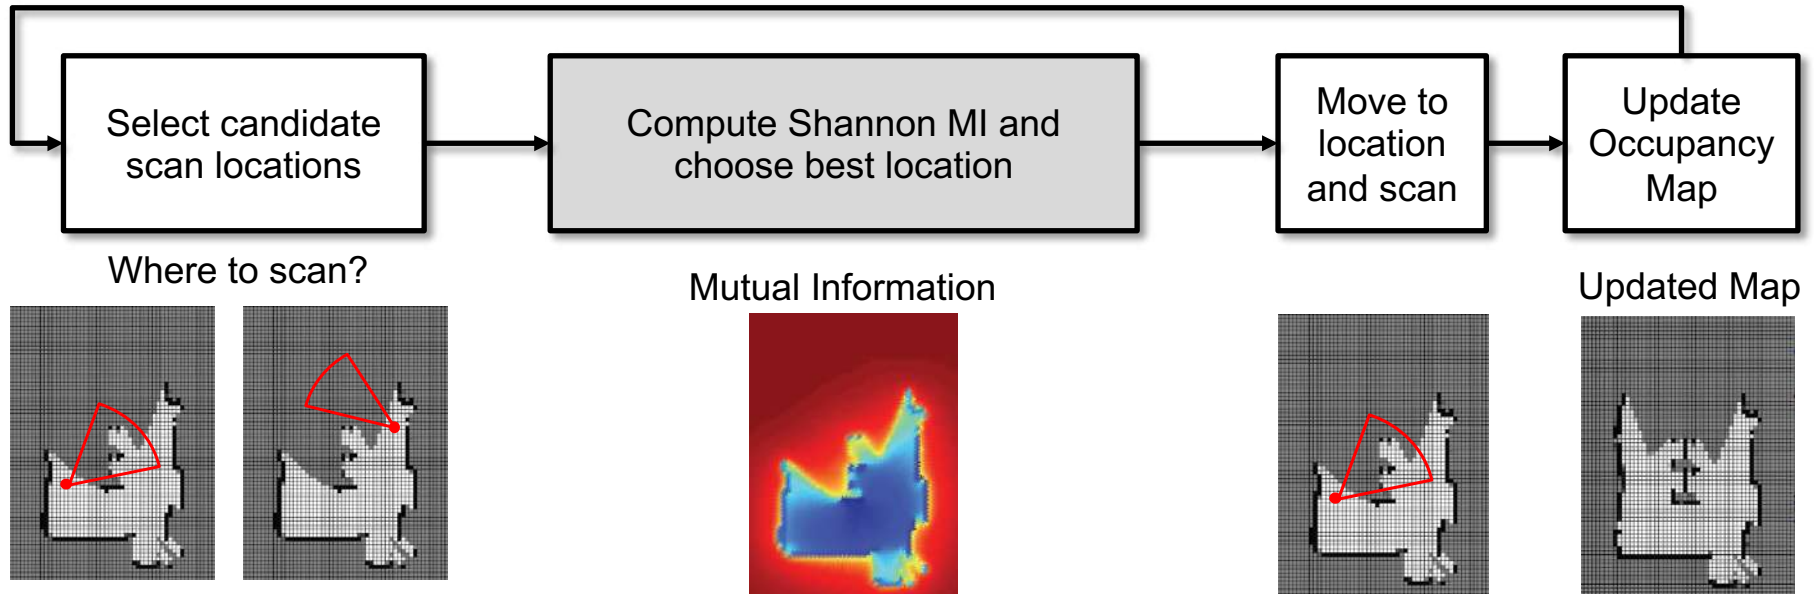 Select candidate
scan locations
Compute Shannon MI and
choose best location
Move to
location
and scan
Update
Occupancy
Map
Where to scan?
Mutual Information
Updated Map